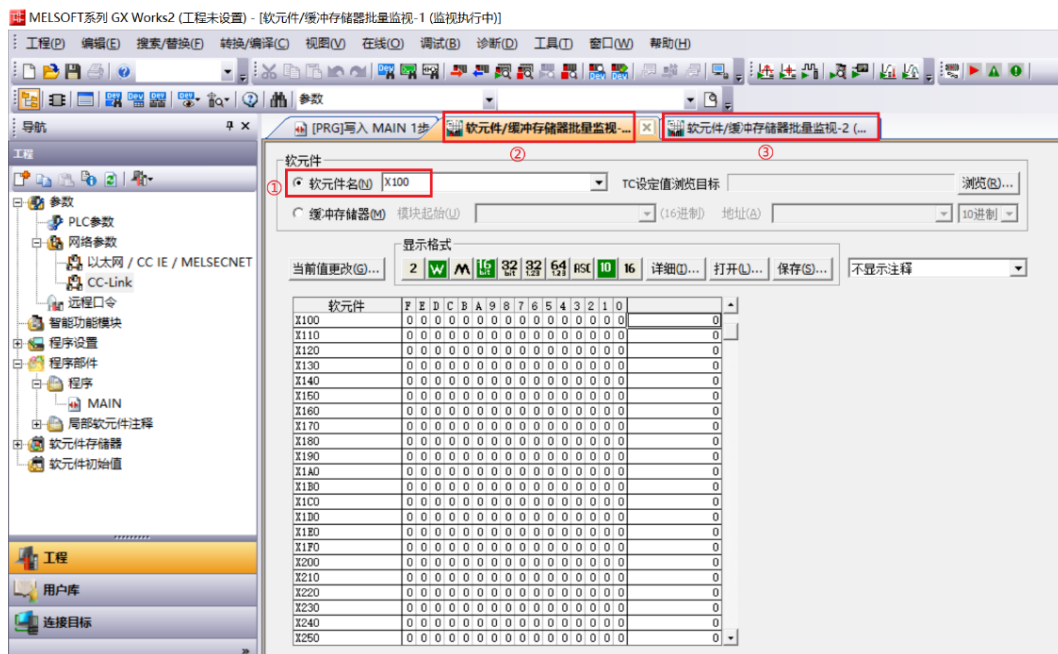 MELSOFT系列 GX Works2 (工程未设置) - [软元件/缓冲存储器批量监视-1 (监视执行中)]
工程(P) 编辑(E) 搜索/替换(F) 转换/编译(C) 视图(V) 在线(O) 调试(B) 诊断(D) 工具(T) 窗口(W) 帮助(H)
参数
导航
[PRG]写入 MAIN 1步 软元件/缓冲存储器批量监视-... 软元件/缓冲存储器批量监视-2 (...
② ③
工程
参数
PLC参数
网络参数
以太网 / CC IE / MELSECNET
CC-Link
远程口令
智能功能模块
程序设置
程序部件
程序
MAIN
局部软元件注释
软元件存储器
软元件初始值
工程
用户库
连接目标
软元件
① 软元件名(N) X100 TC设定值浏览目标 浏览(R)...
缓冲存储器(M) 模块起始(U) (16进制) 地址(A) 10进制
显示格式
当前值更改(G)... 2 W M 16 BIT 32 BIT 32 1.23 64 1.23 ASC 10 16 详细(I)... 打开(L)... 保存(S)... 不显示注释
软元件 F E D C B A 9 8 7 6 5 4 3 2 1 0
X100 0 0 0 0 0 0 0 0 0 0 0 0 0 0 0 0 0
X110 0 0 0 0 0 0 0 0 0 0 0 0 0 0 0 0 0
X120 0 0 0 0 0 0 0 0 0 0 0 0 0 0 0 0 0
X130 0 0 0 0 0 0 0 0 0 0 0 0 0 0 0 0 0
X140 0 0 0 0 0 0 0 0 0 0 0 0 0 0 0 0 0
X150 0 0 0 0 0 0 0 0 0 0 0 0 0 0 0 0 0
X160 0 0 0 0 0 0 0 0 0 0 0 0 0 0 0 0 0
X170 0 0 0 0 0 0 0 0 0 0 0 0 0 0 0 0 0
X180 0 0 0 0 0 0 0 0 0 0 0 0 0 0 0 0 0
X190 0 0 0 0 0 0 0 0 0 0 0 0 0 0 0 0 0
X1A0 0 0 0 0 0 0 0 0 0 0 0 0 0 0 0 0 0
X1B0 0 0 0 0 0 0 0 0 0 0 0 0 0 0 0 0 0
X1C0 0 0 0 0 0 0 0 0 0 0 0 0 0 0 0 0 0
X1D0 0 0 0 0 0 0 0 0 0 0 0 0 0 0 0 0 0
X1E0 0 0 0 0 0 0 0 0 0 0 0 0 0 0 0 0 0
X1F0 0 0 0 0 0 0 0 0 0 0 0 0 0 0 0 0 0
X200 0 0 0 0 0 0 0 0 0 0 0 0 0 0 0 0 0
X210 0 0 0 0 0 0 0 0 0 0 0 0 0 0 0 0 0
X220 0 0 0 0 0 0 0 0 0 0 0 0 0 0 0 0 0
X230 0 0 0 0 0 0 0 0 0 0 0 0 0 0 0 0 0
X240 0 0 0 0 0 0 0 0 0 0 0 0 0 0 0 0 0
X250 0 0 0 0 0 0 0 0 0 0 0 0 0 0 0 0 0